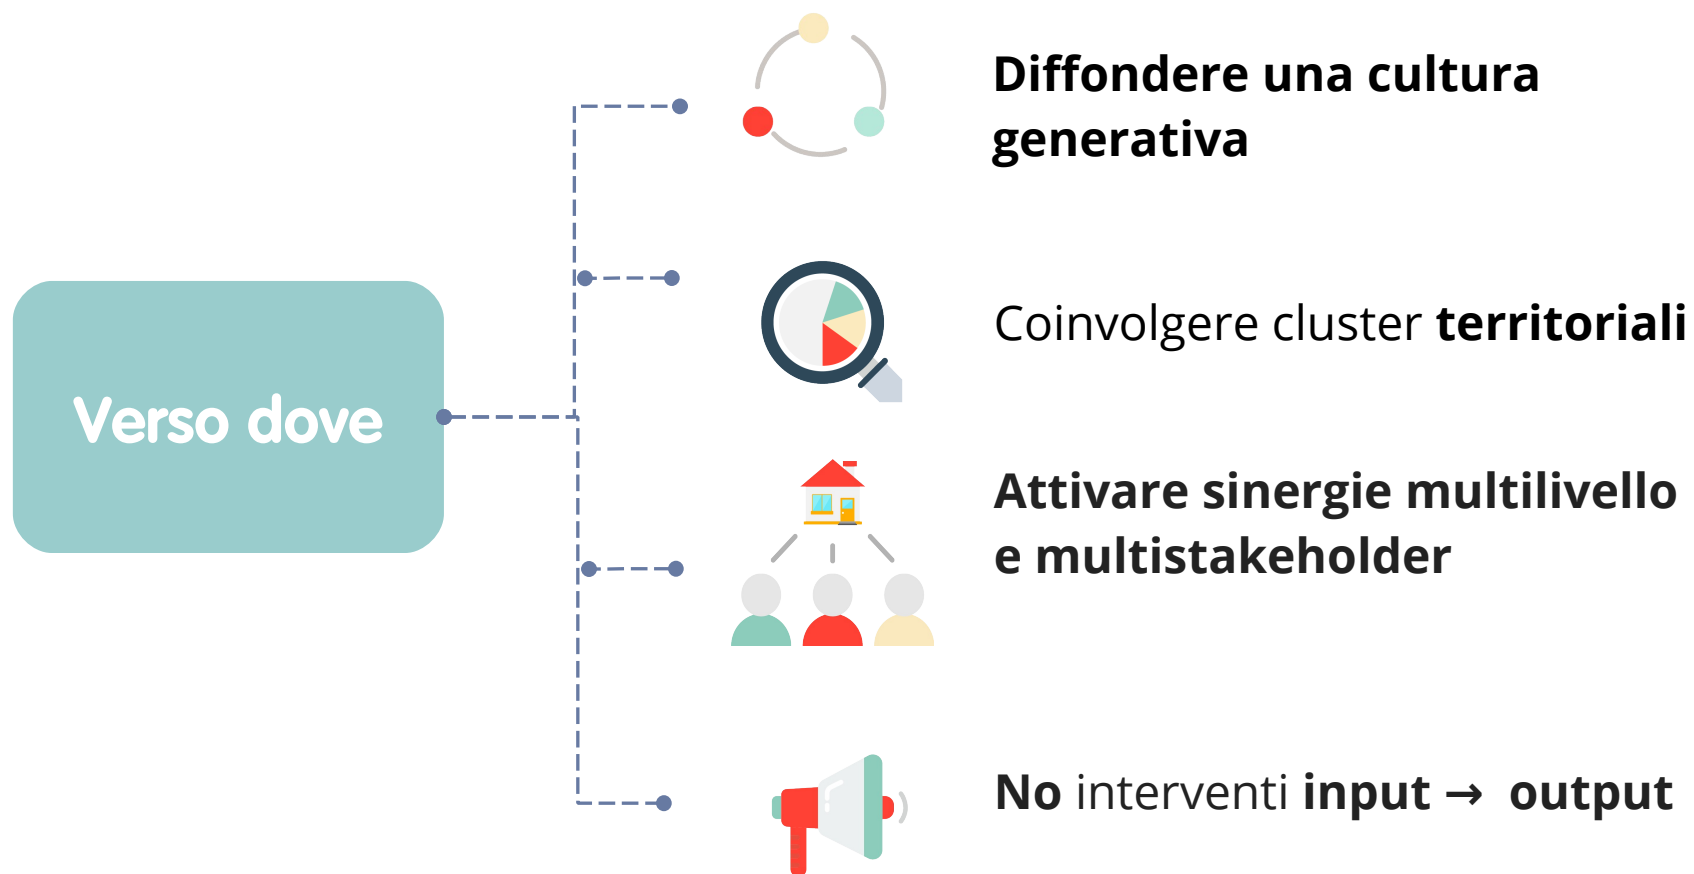 Diffondere una cultura
generativa
Coinvolgere cluster territoriali
Verso dove
Attivare sinergie multilivello
e multistakeholder
No interventi input → output